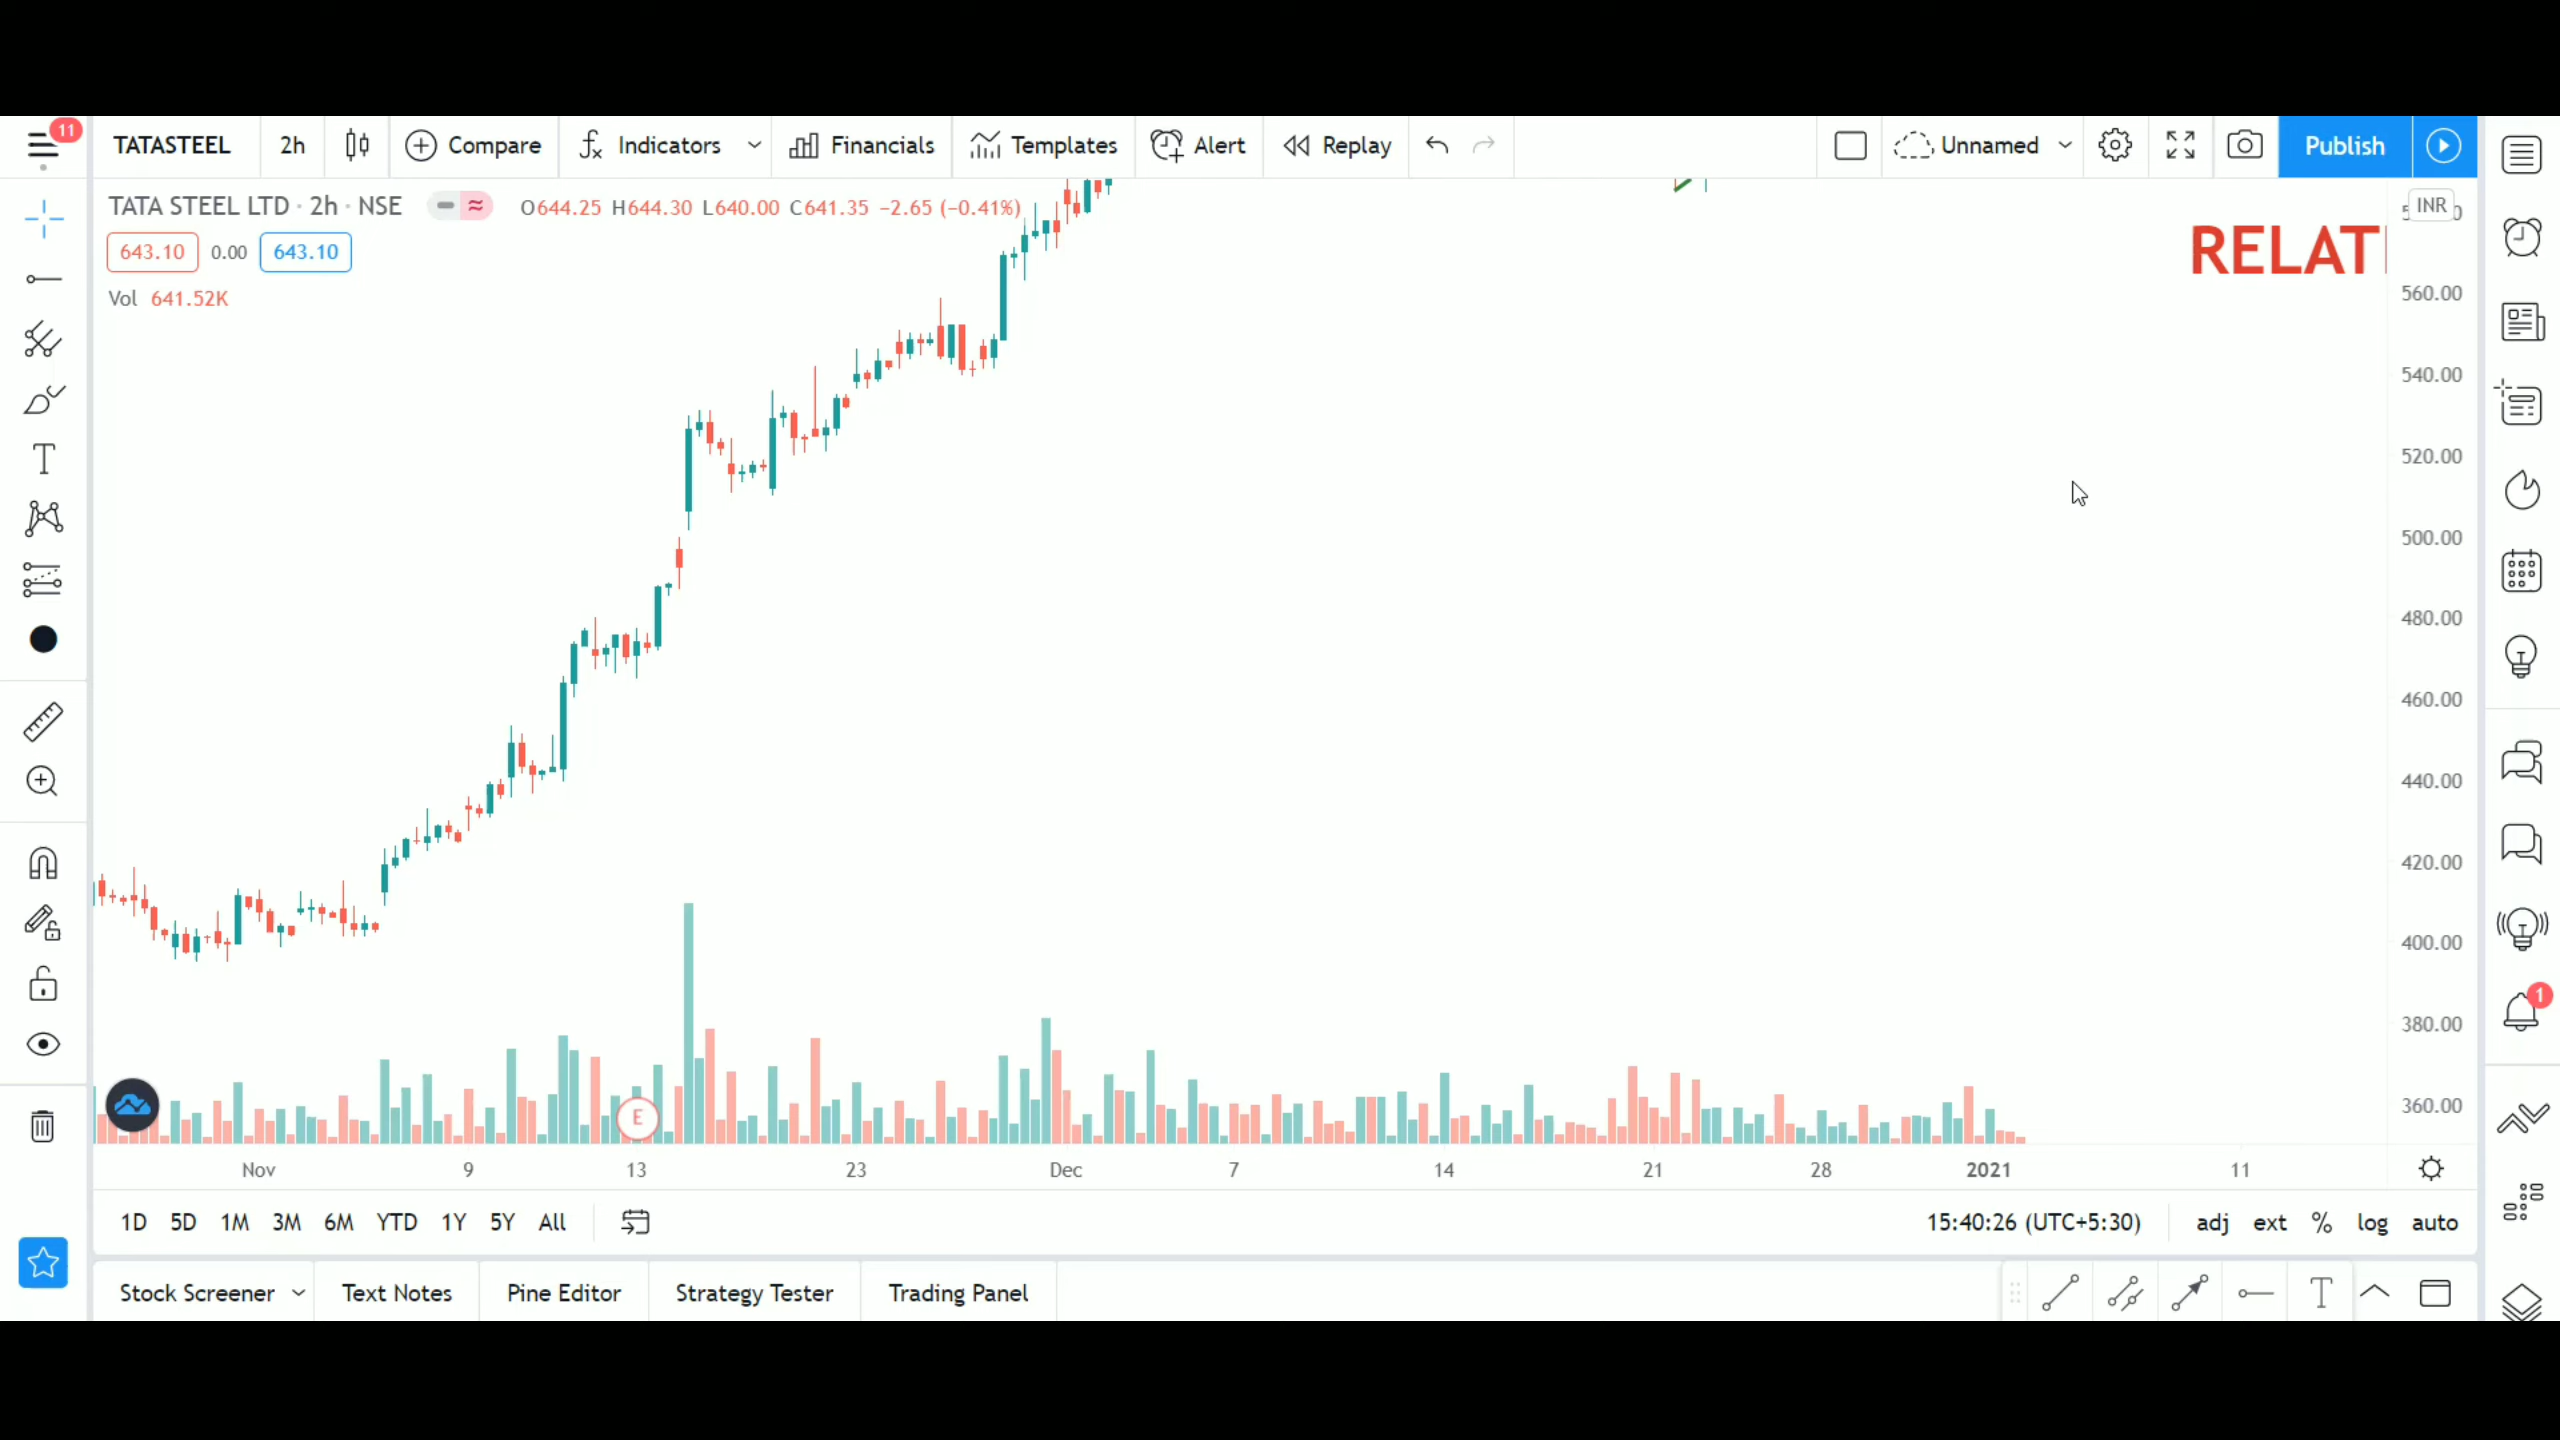 11
TATASTEEL 2h Compare Indicators Financials Templates Alert Replay Unnamed Publish
TATA STEEL LTD · 2h · NSE O644.25 H644.30 L640.00 C641.35 −2.65 (−0.41%)
INR
643.10 0.00 643.10
RELAT
Vol 641.52K
560.00
540.00
520.00
500.00
480.00
460.00
440.00
420.00
400.00
380.00
360.00
1
E
Nov 9 13 23 Dec 7 14 21 28 2021 11
1D 5D 1M 3M 6M YTD 1Y 5Y All 15:40:26 (UTC+5:30) adj ext % log auto
Stock Screener Text Notes Pine Editor Strategy Tester Trading Panel